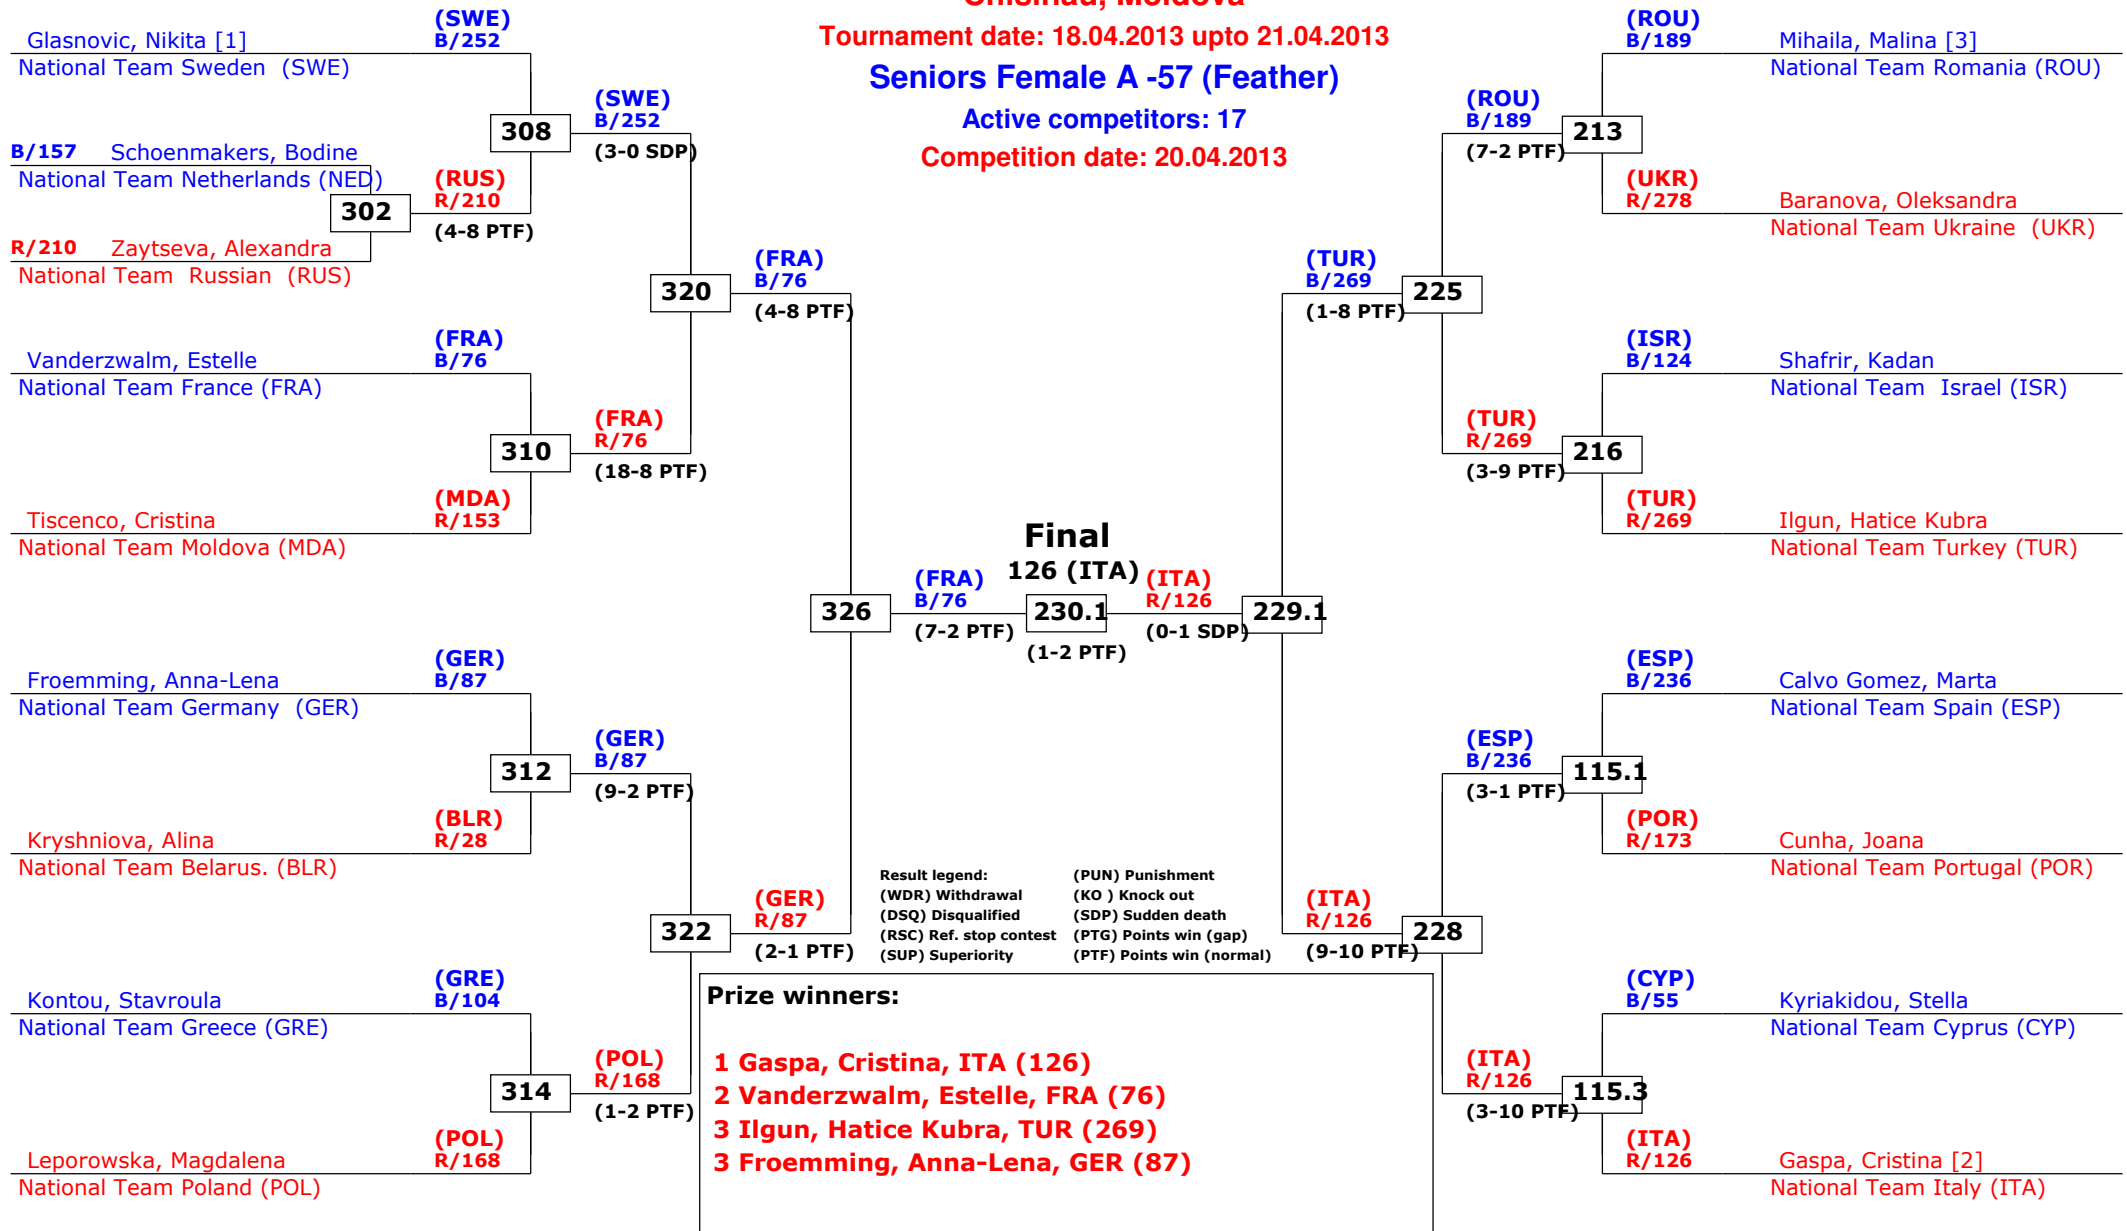 Chisinau, Moldova
Tournament date: 18.04.2013 upto 21.04.2013
Seniors Female A -57 (Feather)
Active competitors: 17
Competition date: 20.04.2013
(SWE)
Glasnovic, Nikita [1] B/252
National Team Sweden (SWE)
(SWE)
B/252
308
(3-0 SDP)
B/157 Schoenmakers, Bodine
National Team Netherlands (NED)
(RUS)
R/210
302
(4-8 PTF)
R/210 Zaytseva, Alexandra
National Team Russian (RUS)
(FRA)
B/76
320
(4-8 PTF)
(FRA)
Vanderzwalm, Estelle B/76
National Team France (FRA)
(FRA)
R/76
310
(18-8 PTF)
(MDA)
Tiscenco, Cristina R/153
National Team Moldova (MDA)
(FRA)
B/76
326
(7-2 PTF)
(GER)
Froemming, Anna-Lena B/87
National Team Germany (GER)
(GER)
B/87
312
(9-2 PTF)
(BLR)
Kryshniova, Alina R/28
National Team Belarus. (BLR)
(GER)
R/87
322
(2-1 PTF)
(GRE)
Kontou, Stavroula B/104
National Team Greece (GRE)
(POL)
R/168
314
(1-2 PTF)
(POL)
Leporowska, Magdalena R/168
National Team Poland (POL)
Final
126 (ITA)
230.1
(1-2 PTF)
(ITA)
R/126
229.1
(0-1 SDP)
(ROU)
B/189 Mihaila, Malina [3]
National Team Romania (ROU)
(ROU)
B/189
213
(7-2 PTF)
(UKR)
R/278 Baranova, Oleksandra
National Team Ukraine (UKR)
(TUR)
B/269
225
(1-8 PTF)
(ISR)
B/124 Shafrir, Kadan
National Team Israel (ISR)
(TUR)
R/269
216
(3-9 PTF)
(TUR)
R/269 Ilgun, Hatice Kubra
National Team Turkey (TUR)
(ESP)
B/236 Calvo Gomez, Marta
National Team Spain (ESP)
(ESP)
B/236
115.1
(3-1 PTF)
(POR)
R/173 Cunha, Joana
National Team Portugal (POR)
(ITA)
R/126
228
(9-10 PTF)
(CYP)
B/55 Kyriakidou, Stella
National Team Cyprus (CYP)
(ITA)
R/126
115.3
(3-10 PTF)
(ITA)
R/126 Gaspa, Cristina [2]
National Team Italy (ITA)
Result legend: (PUN) Punishment
(WDR) Withdrawal (KO ) Knock out
(DSQ) Disqualified (SDP) Sudden death
(RSC) Ref. stop contest (PTG) Points win (gap)
(SUP) Superiority (PTF) Points win (normal)
Prize winners:
1 Gaspa, Cristina, ITA (126)
2 Vanderzwalm, Estelle, FRA (76)
3 Ilgun, Hatice Kubra, TUR (269)
3 Froemming, Anna-Lena, GER (87)